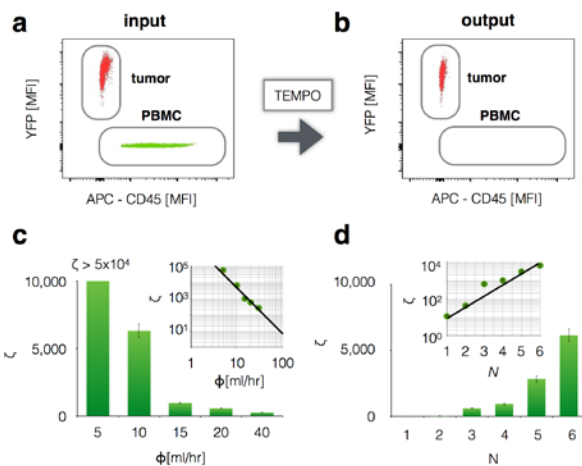 a
input
b
output
YFP [MFI]
tumor
PBMC
APC - CD45 [MFI]
TEMPO
YFP [MFI]
tumor
PBMC
APC - CD45 [MFI]
c
ζ > 5x10⁴
10,000
5,000
0
ζ
5
10
15
20
40
ϕ[ml/hr]
10⁵
10³
10¹
ζ
1
10
100
ϕ[ml/hr]
d
10,000
5,000
0
ζ
1
2
3
4
5
6
N
10⁴
10²
10⁰
ζ
1
2
3
4
5
6
N